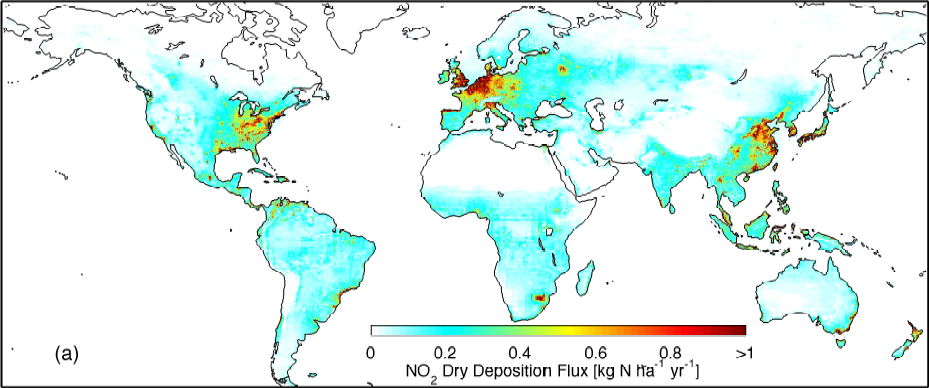 (a)
0 0.2 0.4 0.6 0.8 >1
NO₂ Dry Deposition Flux [kg N ha⁻¹ yr⁻¹]